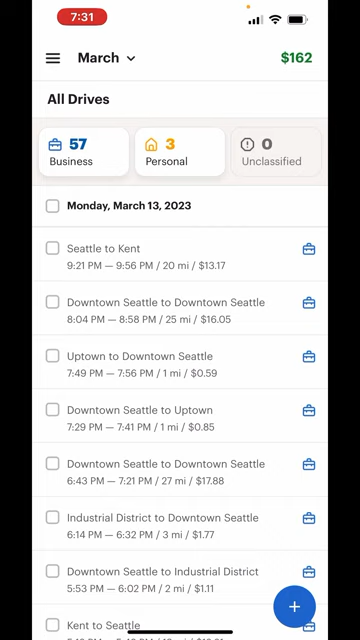 7:31
March
$162
All Drives
57
Business
3
Personal
0
Unclassified
Monday, March 13, 2023
Seattle to Kent
9:21 PM — 9:56 PM / 20 mi / $13.17
Downtown Seattle to Downtown Seattle
8:04 PM — 8:58 PM / 25 mi / $16.05
Uptown to Downtown Seattle
7:49 PM — 7:56 PM / 1 mi / $0.59
Downtown Seattle to Uptown
7:29 PM — 7:41 PM / 1 mi / $0.85
Downtown Seattle to Downtown Seattle
6:43 PM — 7:21 PM / 27 mi / $17.88
Industrial District to Downtown Seattle
6:14 PM — 6:32 PM / 3 mi / $1.77
Downtown Seattle to Industrial District
5:53 PM — 6:02 PM / 2 mi / $1.11
Kent to Seattle